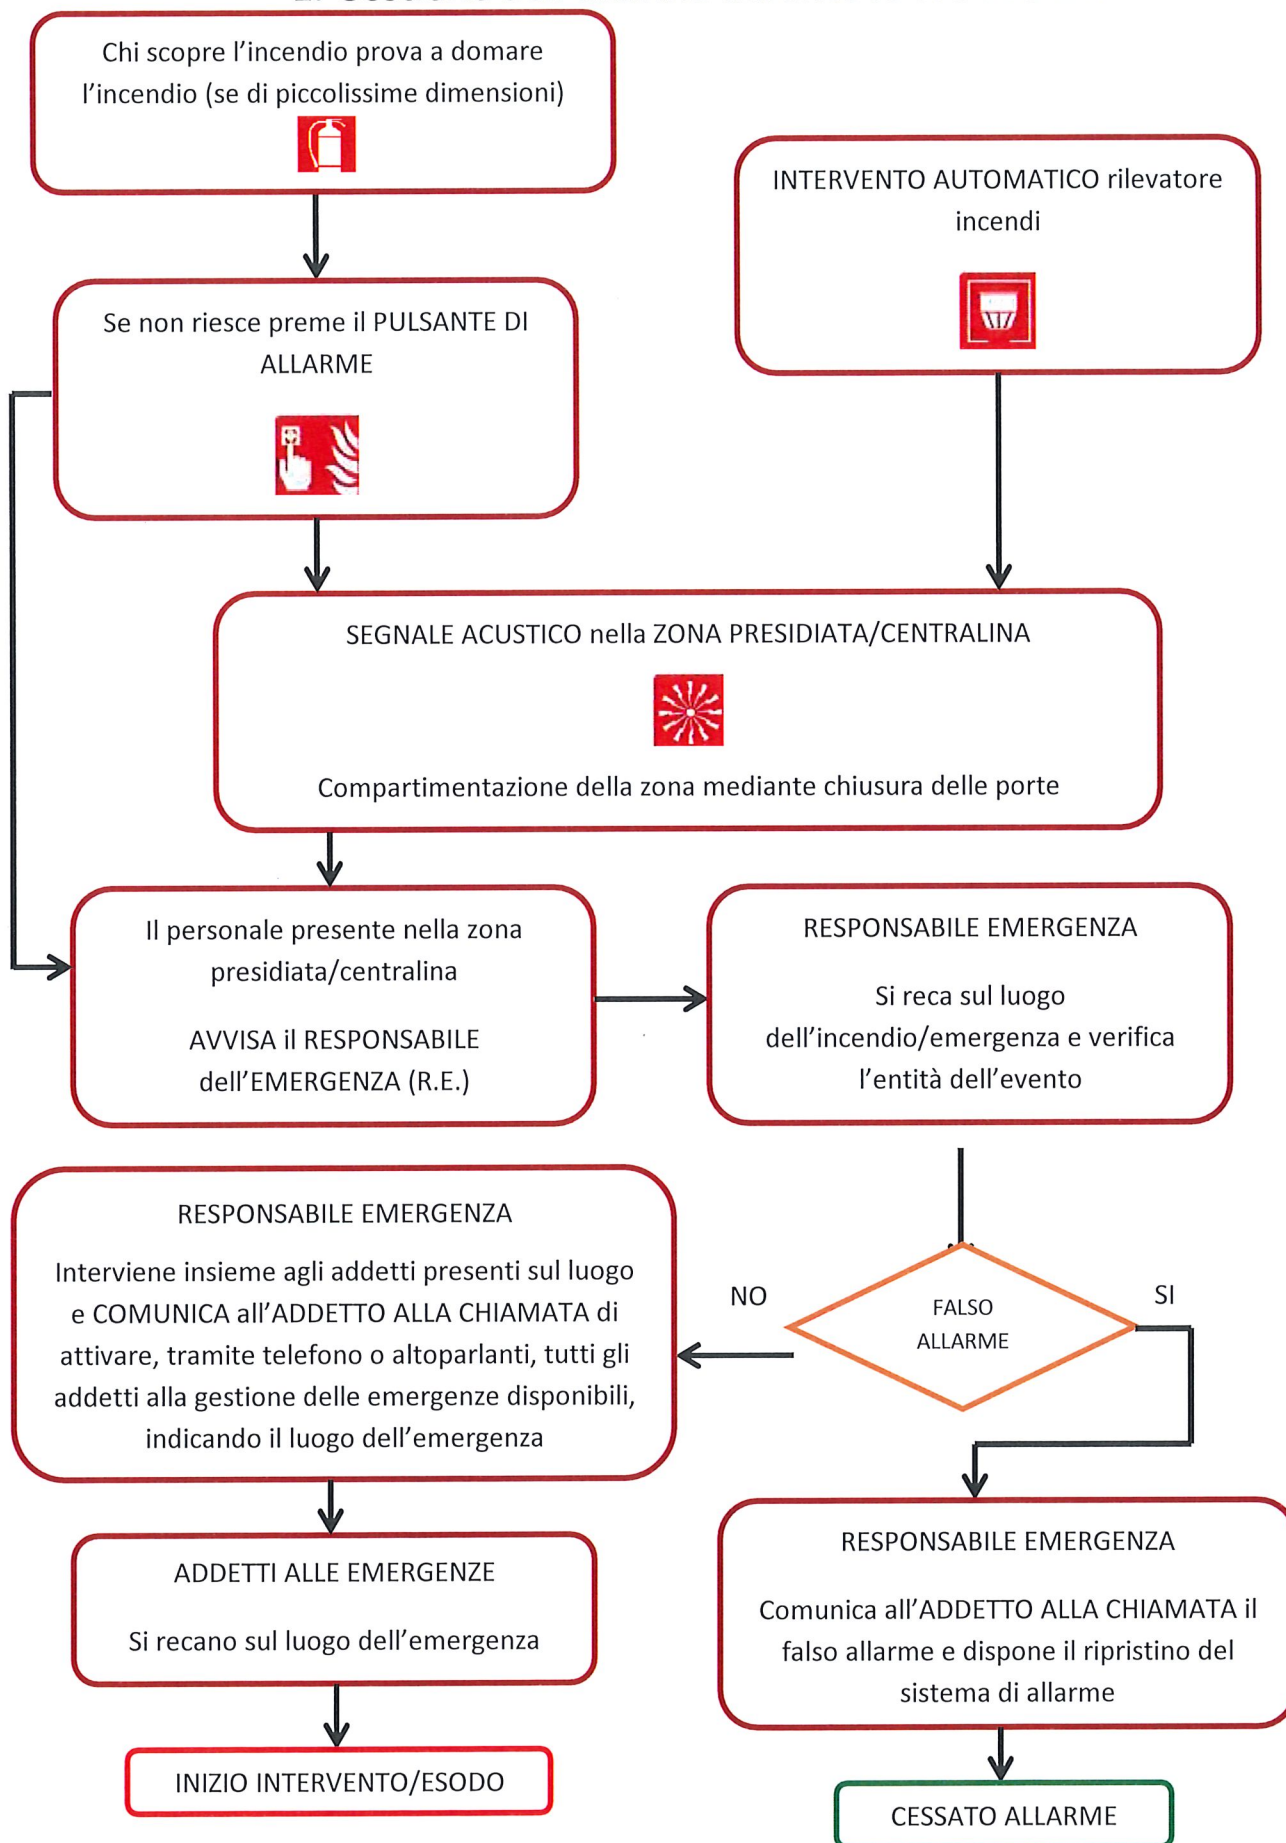 Chi scopre l'incendio prova a domare
l'incendio (se di piccolissime dimensioni)
INTERVENTO AUTOMATICO rilevatore
incendi
Se non riesce preme il PULSANTE DI
ALLARME
SEGNALE ACUSTICO nella ZONA PRESIDIATA/CENTRALINA
Compartimentazione della zona mediante chiusura delle porte
Il personale presente nella zona
presidiata/centralina
AVVISA il RESPONSABILE
dell'EMERGENZA (R.E.)
RESPONSABILE EMERGENZA
Si reca sul luogo
dell'incendio/emergenza e verifica
l'entità dell'evento
FALSO
ALLARME
NO
SI
RESPONSABILE EMERGENZA
Interviene insieme agli addetti presenti sul luogo
e COMUNICA all'ADDETTO ALLA CHIAMATA di
attivare, tramite telefono o altoparlanti, tutti gli
addetti alla gestione delle emergenze disponibili,
indicando il luogo dell'emergenza
ADDETTI ALLE EMERGENZE
Si recano sul luogo dell'emergenza
INIZIO INTERVENTO/ESODO
RESPONSABILE EMERGENZA
Comunica all'ADDETTO ALLA CHIAMATA il
falso allarme e dispone il ripristino del
sistema di allarme
CESSATO ALLARME